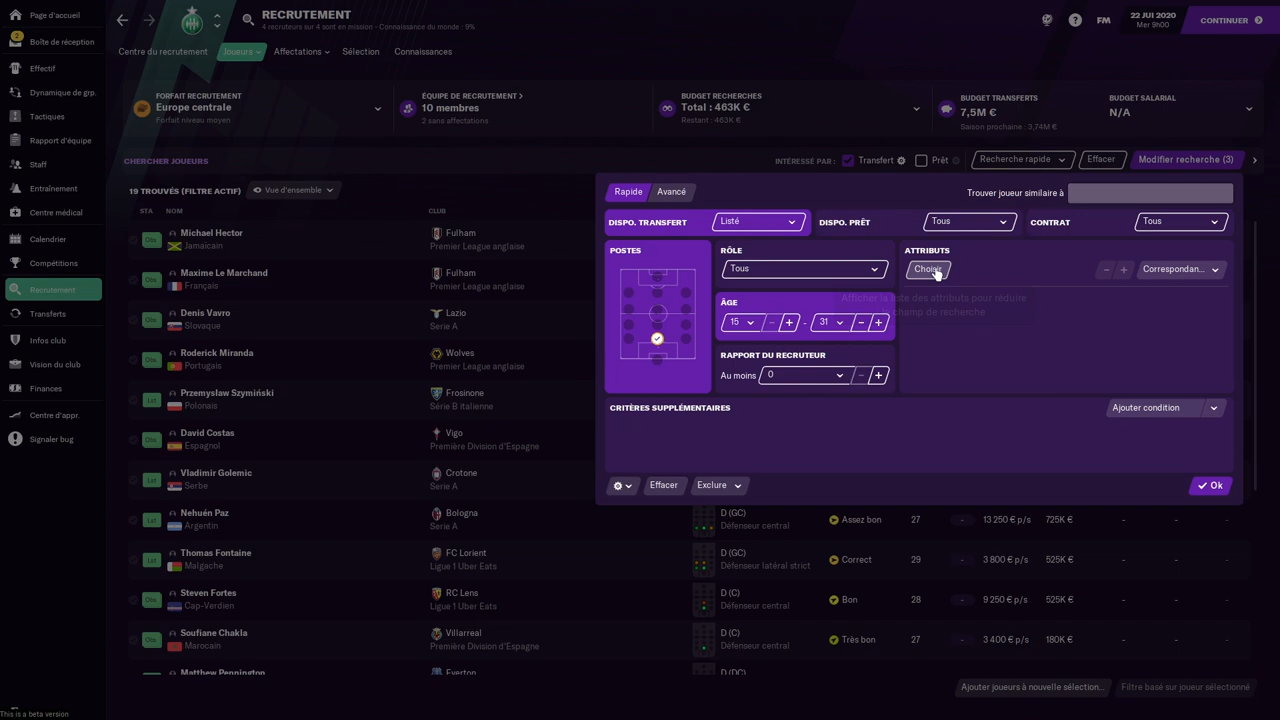 Page d'accueil
2
Boîte de réception
Effectif
Dynamique de grp.
Tactiques
Rapport d'équipe
Staff
Entraînement
Centre médical
Calendrier
Compétitions
Recrutement
Transferts
Infos club
Vision du club
Finances
Centre d'appr.
Signaler bug
This is a beta version
RECRUTEMENT
4 recruteurs sur 4 sont en mission - Connaissance du monde : 9%
FM
22 JUI 2020
Mer 9h00
CONTINUER
Centre du recrutement
Joueurs
Affectations
Sélection
Connaissances
FORFAIT RECRUTEMENT
Europe centrale
Forfait niveau moyen
ÉQUIPE DE RECRUTEMENT >
10 membres
2 sans affectations
BUDGET RECHERCHES
Total : 463K €
Restant : 463K €
BUDGET TRANSFERTS
7,5M €
Saison prochaine : 3,74M €
BUDGET SALARIAL
N/A
CHERCHER JOUEURS
INTÉRESSÉ PAR :
Transfert
Prêt
Recherche rapide
Effacer
Modifier recherche (3)
19 TROUVÉS (FILTRE ACTIF)
Vue d'ensemble
STA
NOM
CLUB
Obs
Michael Hector
Jamaïcain
Fulham
Premier League anglaise
Obs
Maxime Le Marchand
Français
Fulham
Premier League anglaise
Obs
Denis Vavro
Slovaque
Lazio
Serie A
Obs
Roderick Miranda
Portugais
Wolves
Premier League anglaise
Lst
Przemyslaw Szymiński
Polonais
Frosinone
Série B italienne
Obs
David Costas
Espagnol
Vigo
Première Division d'Espagne
Lst
Vladimir Golemic
Serbe
Crotone
Serie A
Lst
Nehuén Paz
Argentin
Bologna
Serie A
D (GC)
Défenseur central
Assez bon
27
-
13 250 € p/s
725K €
-
-
-
Lst
Thomas Fontaine
Malgache
FC Lorient
Ligue 1 Uber Eats
D (GC)
Défenseur latéral strict
Correct
29
-
3 800 € p/s
525K €
-
-
-
Obs
Steven Fortes
Cap-Verdien
RC Lens
Ligue 1 Uber Eats
D (C)
Défenseur central
Bon
28
-
9 250 € p/s
525K €
-
-
-
Obs
Soufiane Chakla
Marocain
Villarreal
Première Division d'Espagne
D (C)
Défenseur central
Très bon
27
-
3 400 € p/s
180K €
-
-
-
Matthew Pennington
Everton
D (DC)
Rapide
Avancé
Trouver joueur similaire à
DISPO. TRANSFERT
Listé
DISPO. PRÊT
Tous
CONTRAT
Tous
POSTES
RÔLE
Tous
ATTRIBUTS
Choisir
Correspondan...
Afficher la liste des attributs pour réduire
champ de recherche
ÂGE
15
-
31
RAPPORT DU RECRUTEUR
Au moins
0
CRITÈRES SUPPLÉMENTAIRES
Ajouter condition
Effacer
Exclure
Ok
Ajouter joueurs à nouvelle sélection...
Filtre basé sur joueur sélectionné